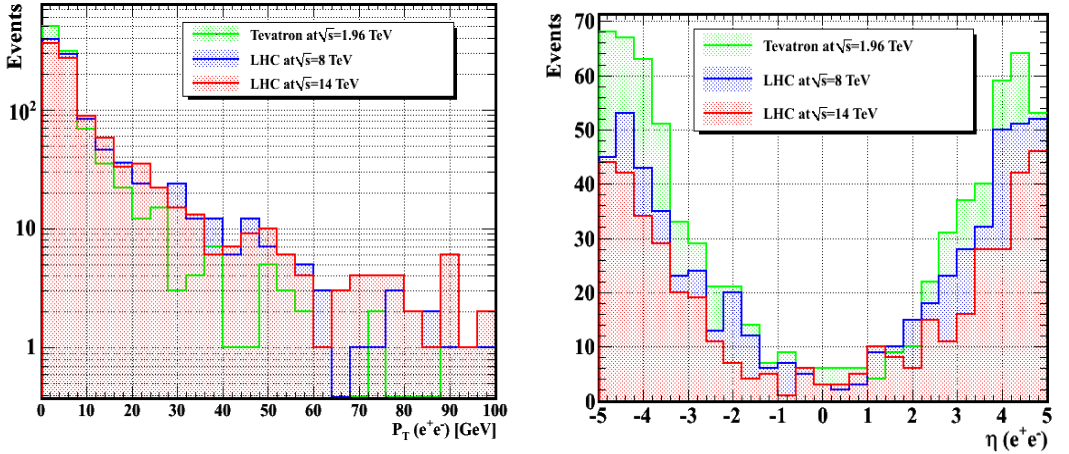 Events
Tevatron at√s=1.96 TeV
LHC at√s=8 TeV
LHC at√s=14 TeV
10²
10
1
0 10 20 30 40 50 60 70 80 90 100
P_T (e⁺e⁻) [GeV]
Events
Tevatron at√s=1.96 TeV
LHC at√s=8 TeV
LHC at√s=14 TeV
70
60
50
40
30
20
10
0
-5 -4 -3 -2 -1 0 1 2 3 4 5
η (e⁺e⁻)